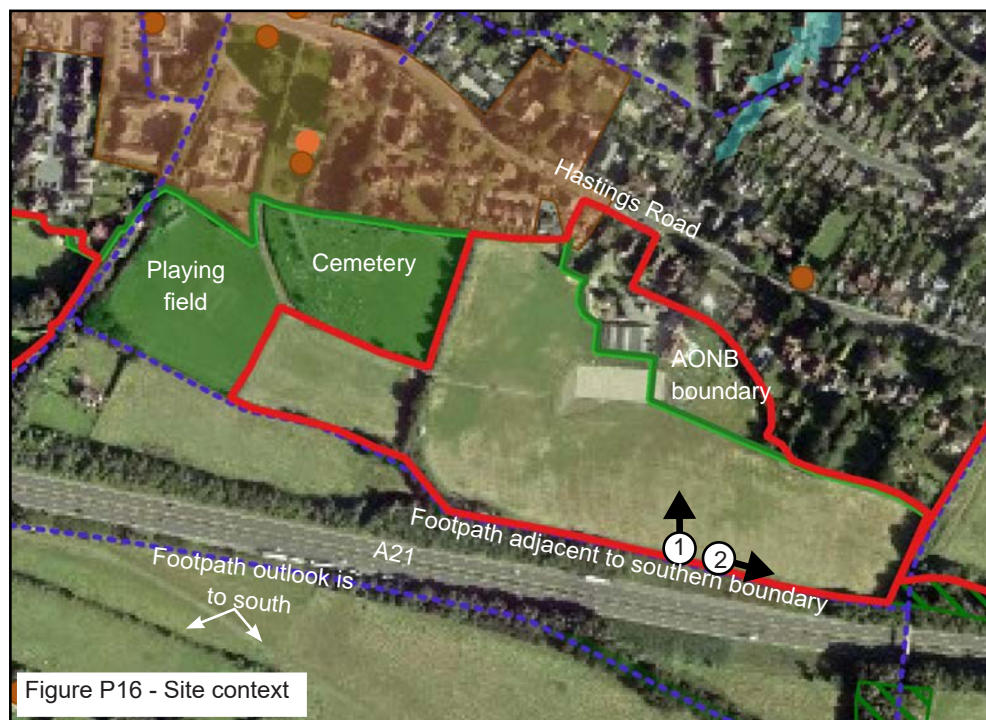 Hastings Road
Playing
field
Cemetery
AONB
boundary
1
2
Footpath adjacent to southern boundary
A21
Footpath outlook is
to south
Figure P16 - Site context